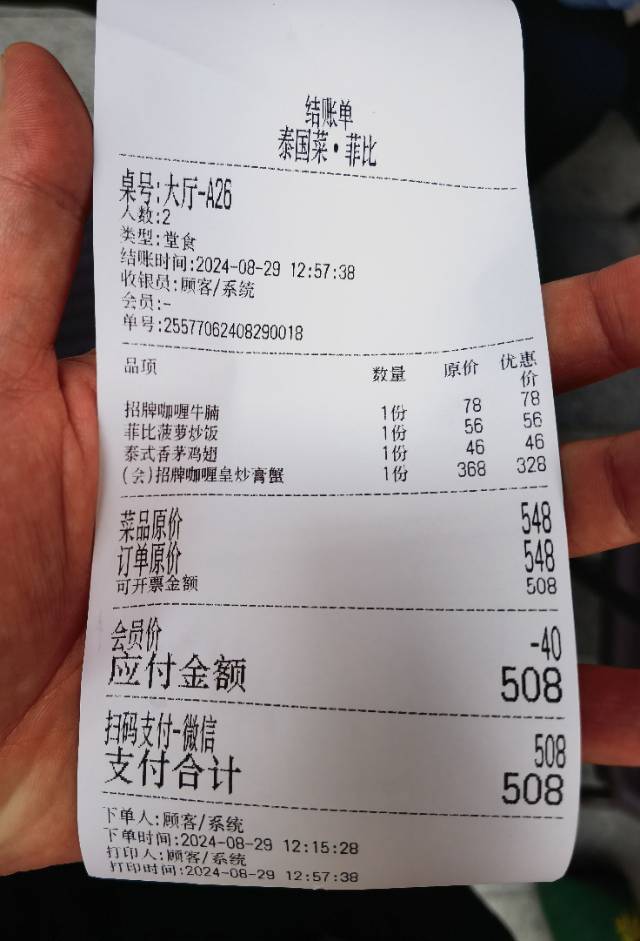 结账单
泰国菜·菲比
桌号:大厅-A26
人数:2
类型:堂食
结账时间:2024-08-29 12:57:38
收银员:顾客/系统
会员:-
单号:25577062408290018
品项 数量 原价 优惠价
招牌咖喱牛腩 1份 78 78
菲比菠萝炒饭 1份 56 56
泰式香茅鸡翅 1份 46 46
(会)招牌咖喱皇炒膏蟹 1份 368 328
菜品原价 548
订单原价 548
可开票金额 508
会员价 -40
应付金额 508
扫码支付-微信 508
支付合计 508
下单人:顾客/系统
下单时间:2024-08-29 12:15:28
打印人:顾客/系统
打印时间:2024-08-29 12:57:38